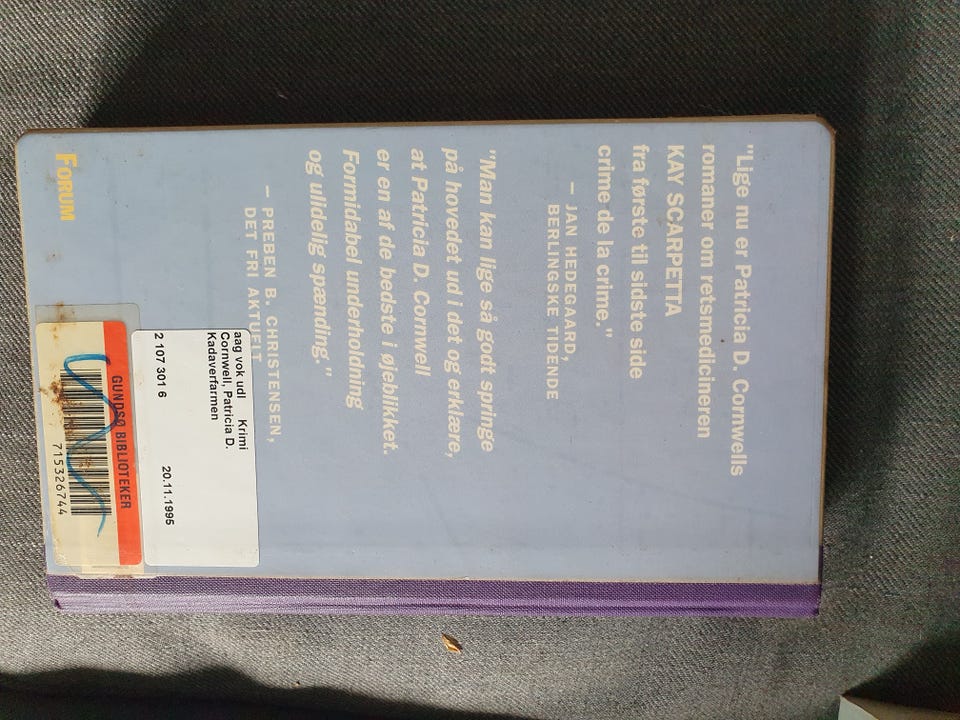 "Lige nu er Patricia D. Cornwells
romaner om retsmedicineren
KAY SCARPETTA
fra første til sidste side
crime de la crime."
– JAN HEDEGAARD,
BERLINGSKE TIDENDE
"Man kan lige så godt springe
på hovedet ud i det og erklære,
at Patricia D. Cornwell
er en af de bedste i øjeblikket.
Formidabel underholdning
og ulidelig spænding."
– PREBEN B. CHRISTENSEN,
DET FRI AKTUELT
aag vok udl Krimi
Cornwell, Patricia D.
Kadaverfarmen
2 107 301 6 20.11.1995
GUNDSØ BIBLIOTEKER
715326744
FORUM